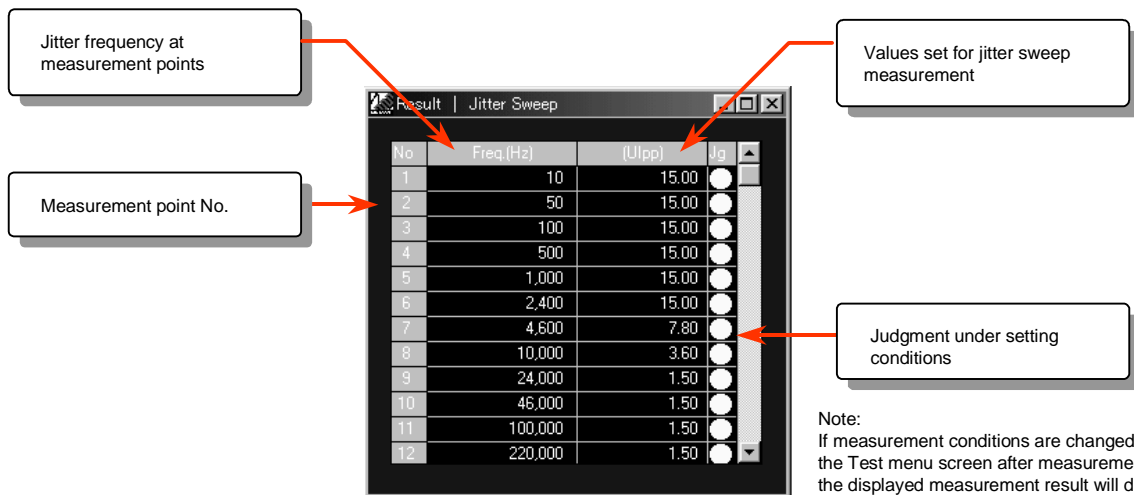 Jitter frequency at
measurement points
Values set for jitter sweep
measurement
Result | Jitter Sweep
No Freq.(Hz) (UIpp) Jg
1 10 15.00
2 50 15.00
3 100 15.00
4 500 15.00
5 1,000 15.00
6 2,400 15.00
7 4,600 7.80
8 10,000 3.60
9 24,000 1.50
10 46,000 1.50
11 100,000 1.50
12 220,000 1.50
Measurement point No.
Judgment under setting
conditions
Note:
If measurement conditions are changed
the Test menu screen after measureme
the displayed measurement result will d